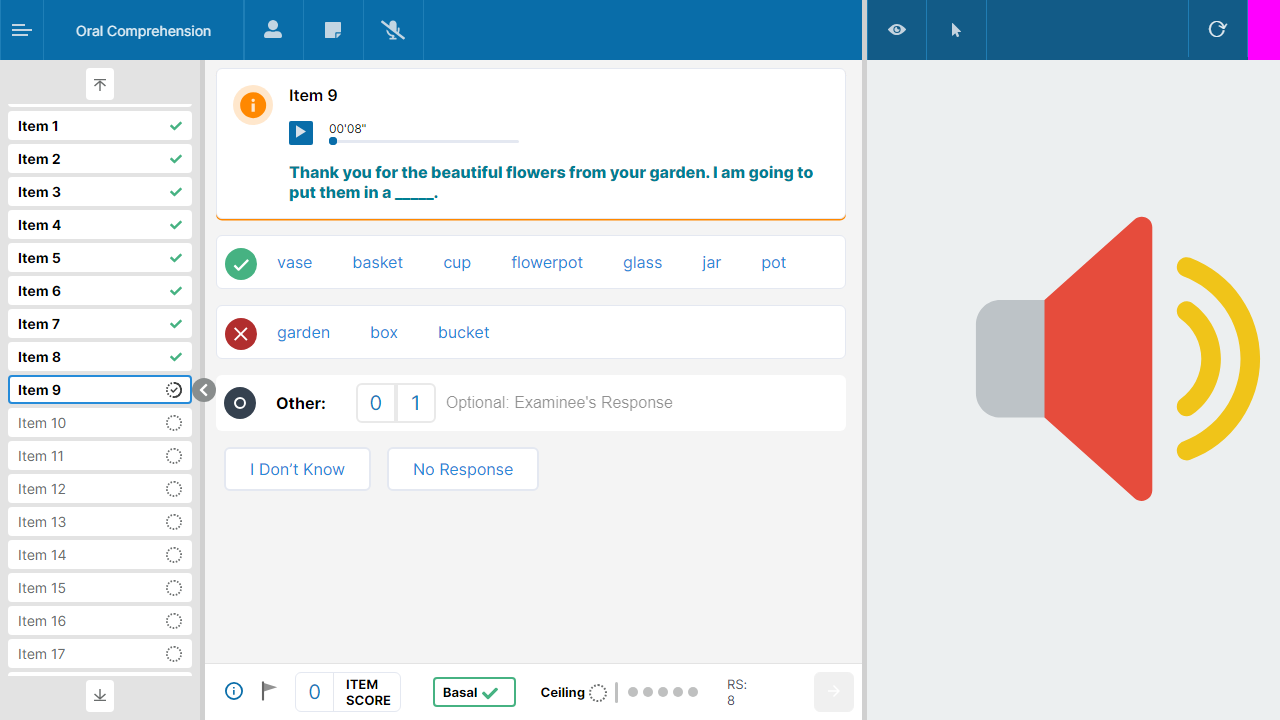 Oral Comprehension
Item 1
Item 2
Item 3
Item 4
Item 5
Item 6
Item 7
Item 8
Item 9
Item 10
Item 11
Item 12
Item 13
Item 14
Item 15
Item 16
Item 17
Item 9
00'08"
Thank you for the beautiful flowers from your garden. I am going to
put them in a _____.
vase basket cup flowerpot glass jar pot
garden box bucket
Other: 0 1 Optional: Examinee's Response
I Don’t Know No Response
0 ITEM
SCORE
Basal Ceiling
RS:
8